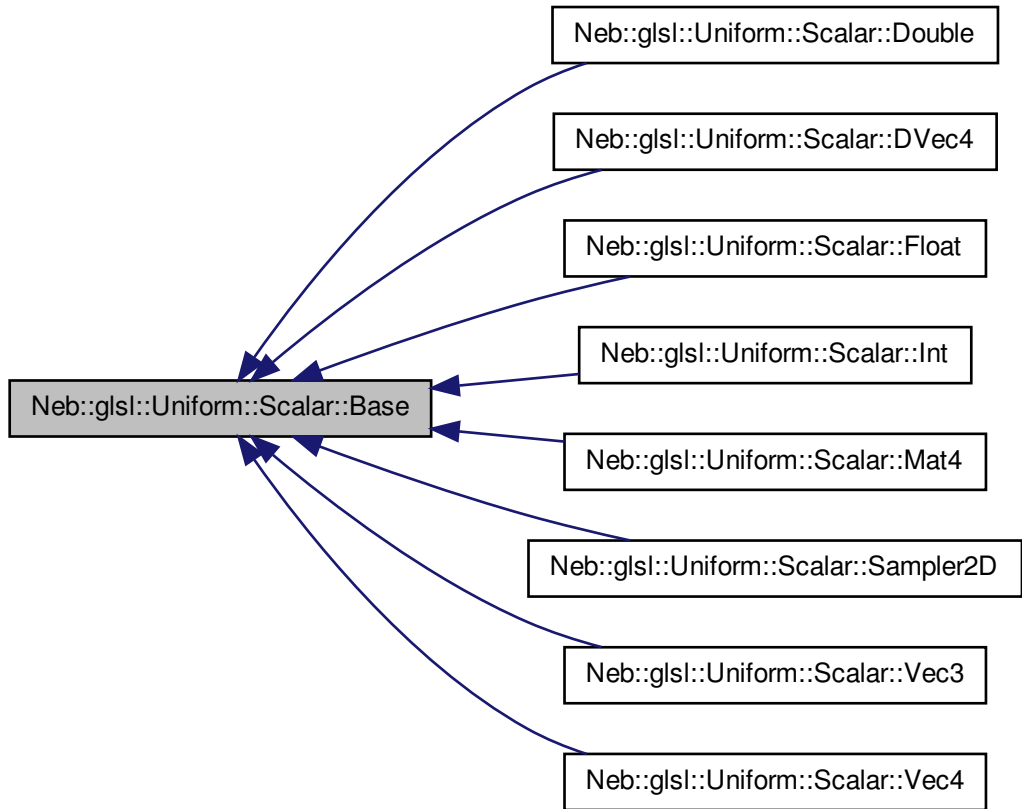 Neb::glsl::Uniform::Scalar::Double
Neb::glsl::Uniform::Scalar::DVec4
Neb::glsl::Uniform::Scalar::Float
Neb::glsl::Uniform::Scalar::Int
Neb::glsl::Uniform::Scalar::Base
Neb::glsl::Uniform::Scalar::Mat4
Neb::glsl::Uniform::Scalar::Sampler2D
Neb::glsl::Uniform::Scalar::Vec3
Neb::glsl::Uniform::Scalar::Vec4